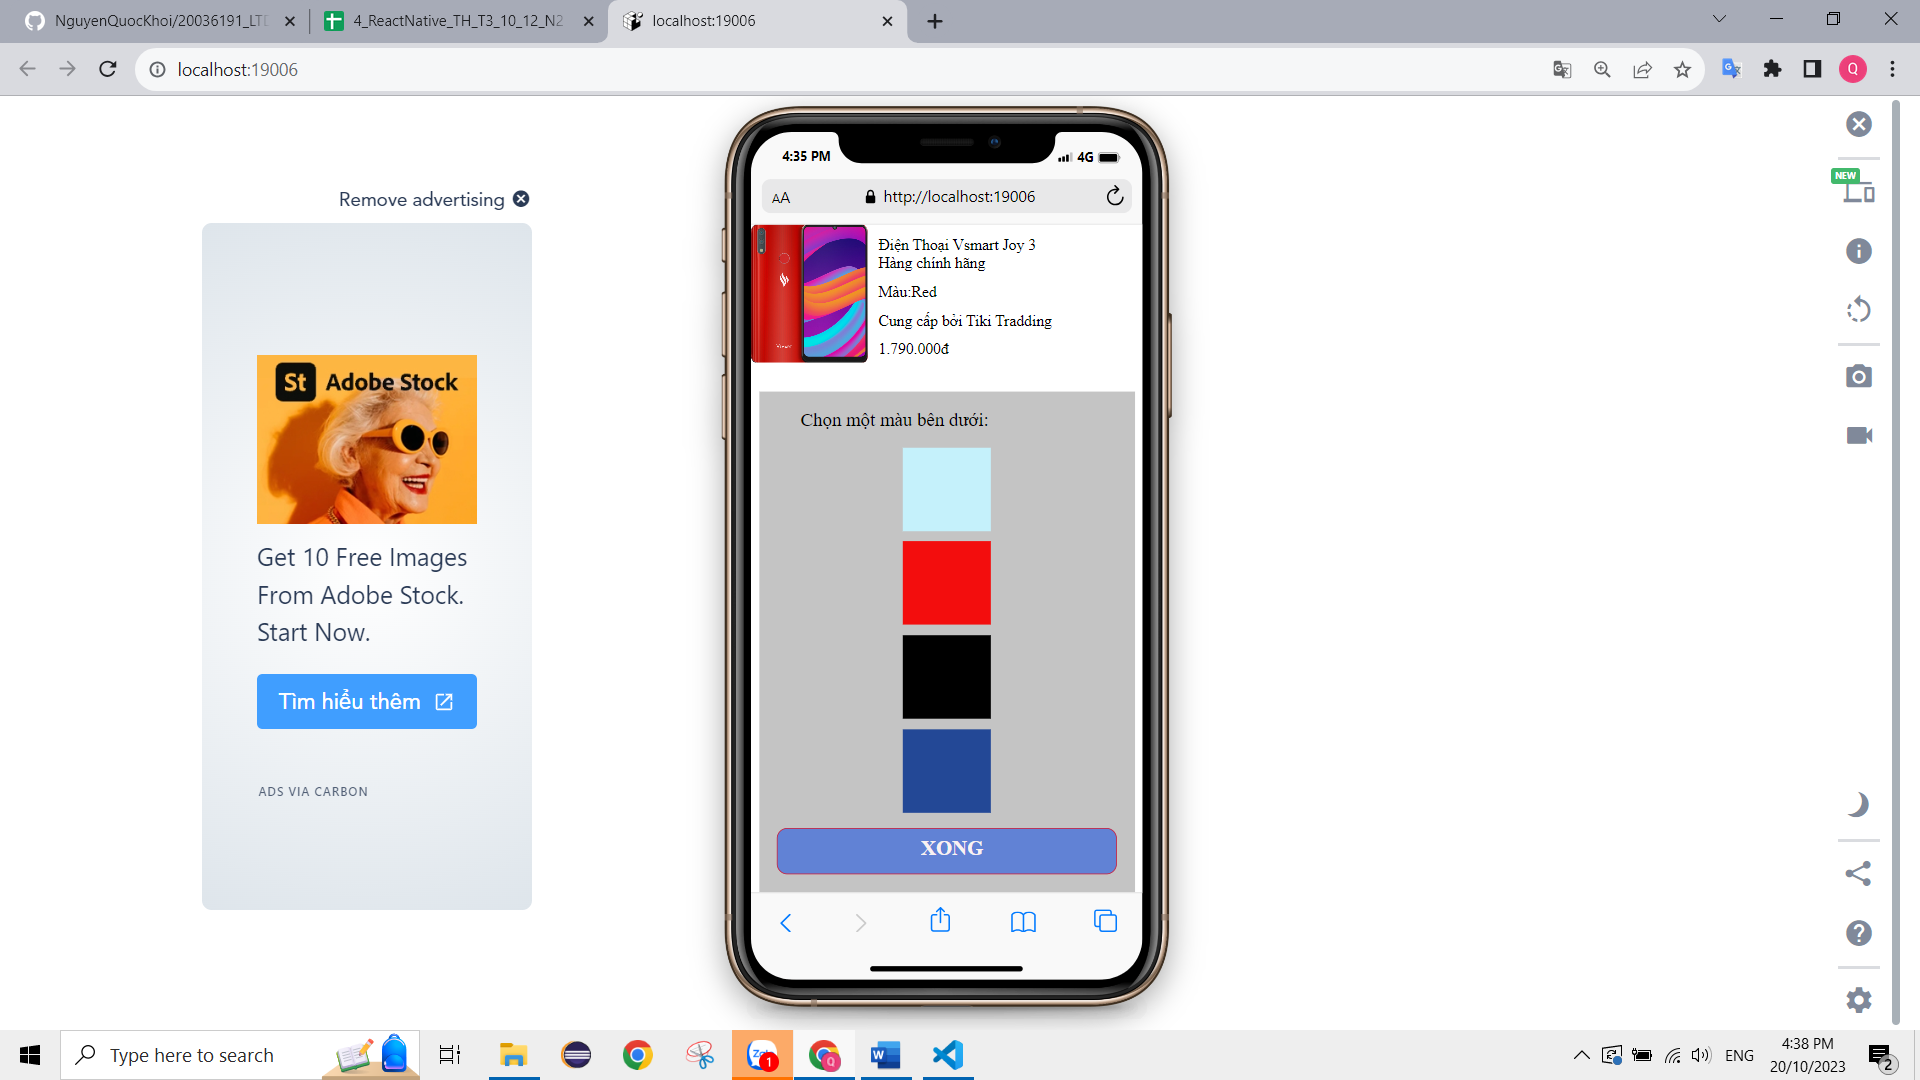 NguyenQuocKhoi/20036191_LTD
4_ReactNative_TH_T3_10_12_N2
localhost:19006
localhost:19006
Q
Remove advertising
St Adobe Stock
Get 10 Free Images
From Adobe Stock.
Start Now.
Tìm hiểu thêm
ADS VIA CARBON
4:35 PM
4G
AA
http://localhost:19006
Điện Thoại Vsmart Joy 3
Hàng chính hãng
Màu:Red
Cung cấp bởi Tiki Tradding
1.790.000đ
Chọn một màu bên dưới:
XONG
NEW
Type here to search
1
Q
W
ENG
4:38 PM
20/10/2023
2